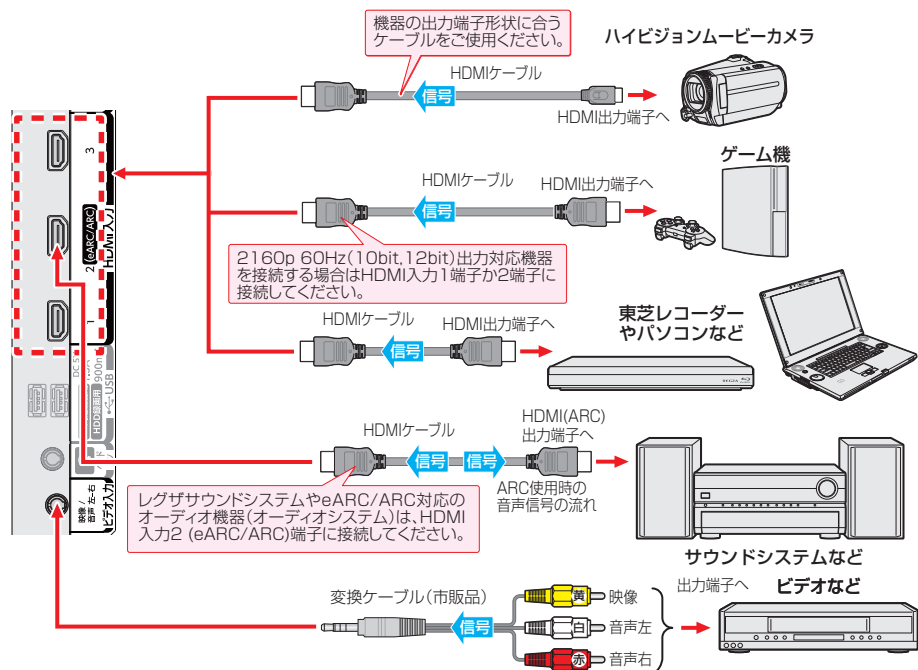 機器の出力端子形状に合う
ケーブルをご使用ください。
ハイビジョンムービーカメラ
HDMIケーブル
信号
HDMI出力端子へ
ゲーム機
HDMIケーブル
HDMI出力端子へ
信号
2160p 60Hz(10bit,12bit)出力対応機器
を接続する場合はHDMI入力1端子か2端子に
接続してください。
東芝レコーダー
やパソコンなど
HDMIケーブル
HDMI出力端子へ
信号
REGZA
3
2(eARC/ARC)
1
HDMI入力
HDD録画用
900m
USB
HDMIケーブル
HDMI(ARC)
出力端子へ
信号
信号
ARC使用時の
音声信号の流れ
レグザサウンドシステムやeARC/ARC対応の
オーディオ機器(オーディオシステム)は、HDMI
入力2 (eARC/ARC)端子に接続してください。
サウンドシステムなど
映像/
音声 左-右
ビデオ入力
出力端子へ
ビデオなど
変換ケーブル(市販品)
信号
黄
映像
白
音声左
赤
音声右